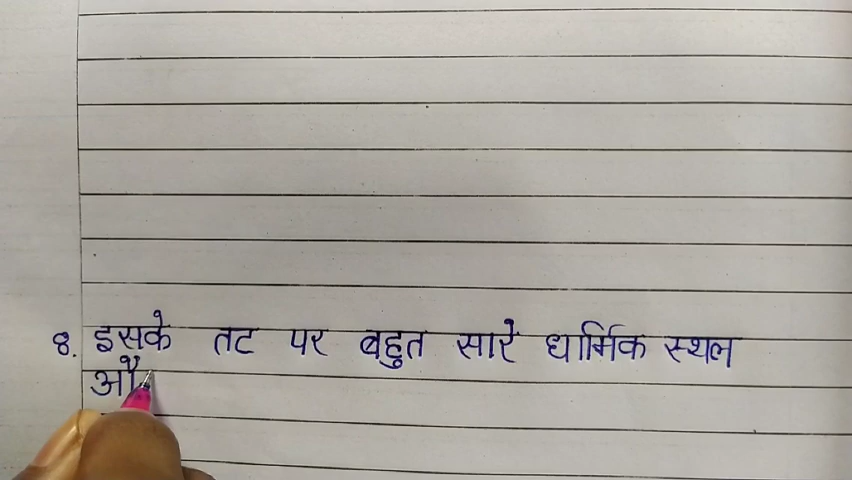 8. इसके तट पर बहुत सारे धार्मिक स्थल
औ